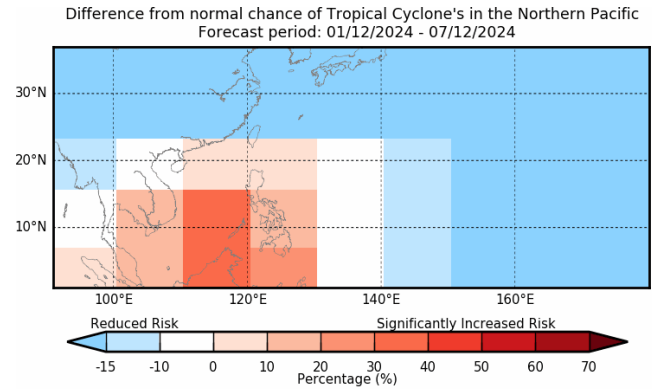 Difference from normal chance of Tropical Cyclone's in the Northern Pacific
Forecast period: 01/12/2024 - 07/12/2024
30°N
20°N
10°N
100°E 120°E 140°E 160°E
Reduced Risk Significantly Increased Risk
-15 -10 0 10 20 30 40 50 60 70
Percentage (%)